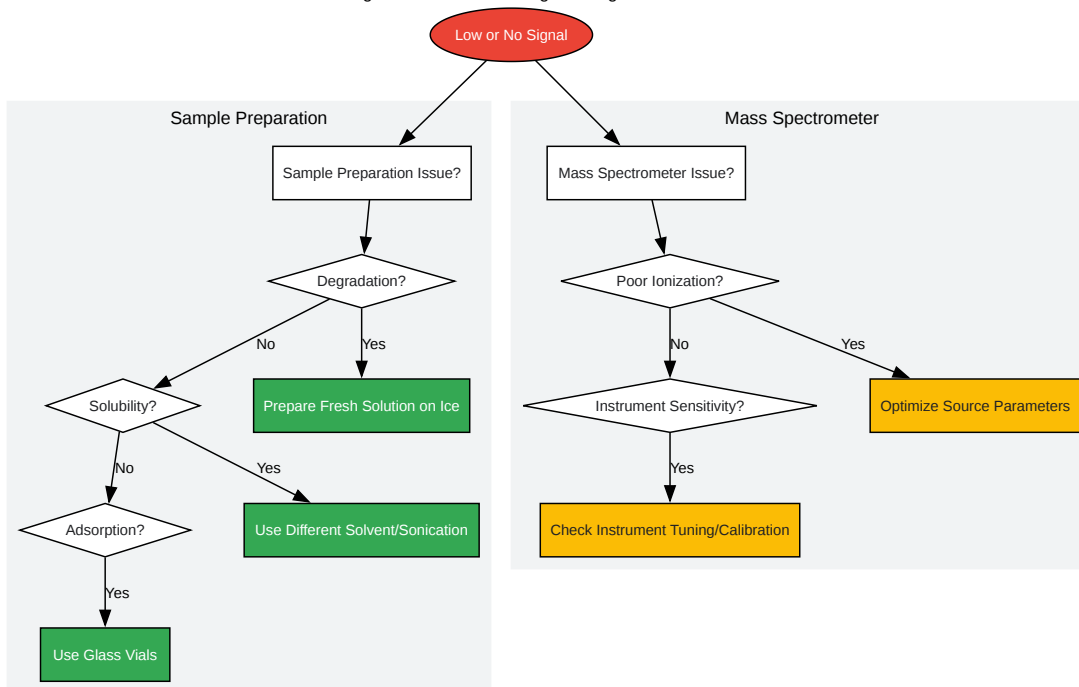 Low or No Signal
Sample Preparation
Mass Spectrometer
Sample Preparation Issue?
Mass Spectrometer Issue?
Degradation?
Poor Ionization?
No
Yes
No
Yes
Solubility?
Prepare Fresh Solution on Ice
Instrument Sensitivity?
Optimize Source Parameters
No
Yes
Yes
Adsorption?
Use Different Solvent/Sonication
Check Instrument Tuning/Calibration
Yes
Use Glass Vials